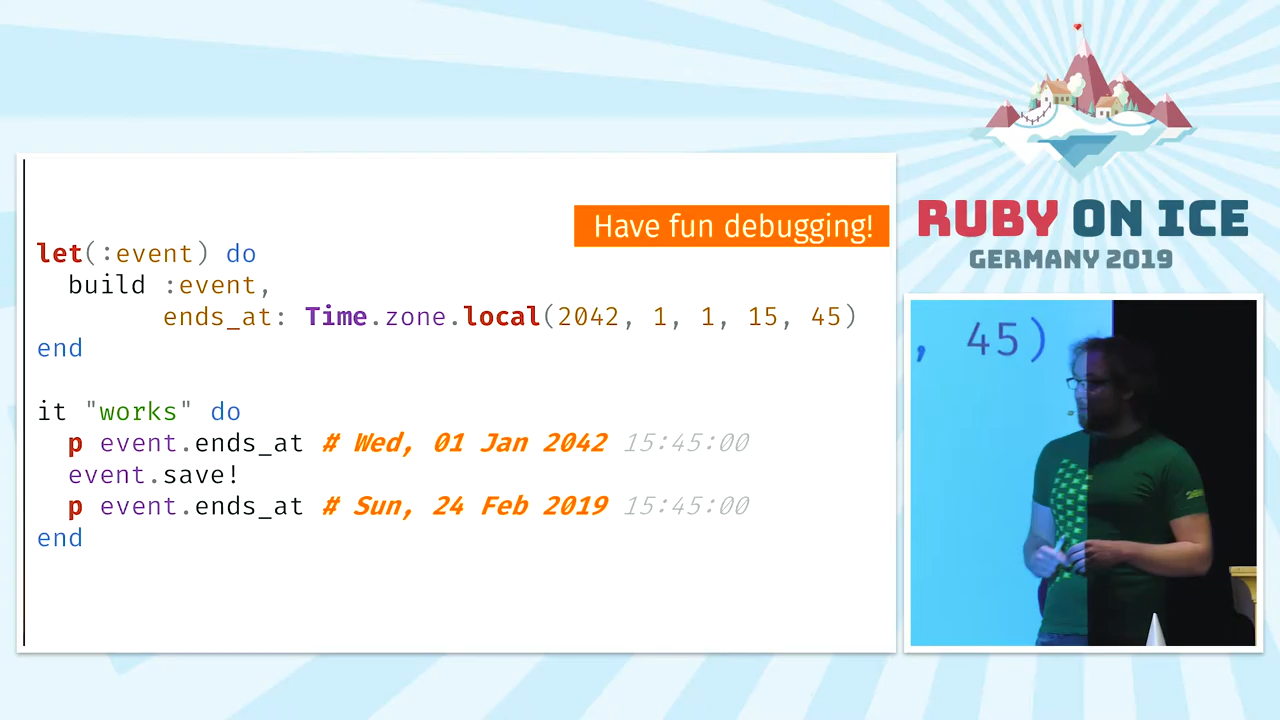 Have fun debugging!
let(:event) do
  build :event,
        ends_at: Time.zone.local(2042, 1, 1, 15, 45)
end
it "works" do
  p event.ends_at # Wed, 01 Jan 2042 15:45:00
  event.save!
  p event.ends_at # Sun, 24 Feb 2019 15:45:00
end
RUBY ON ICE
GERMANY 2019
, 45)